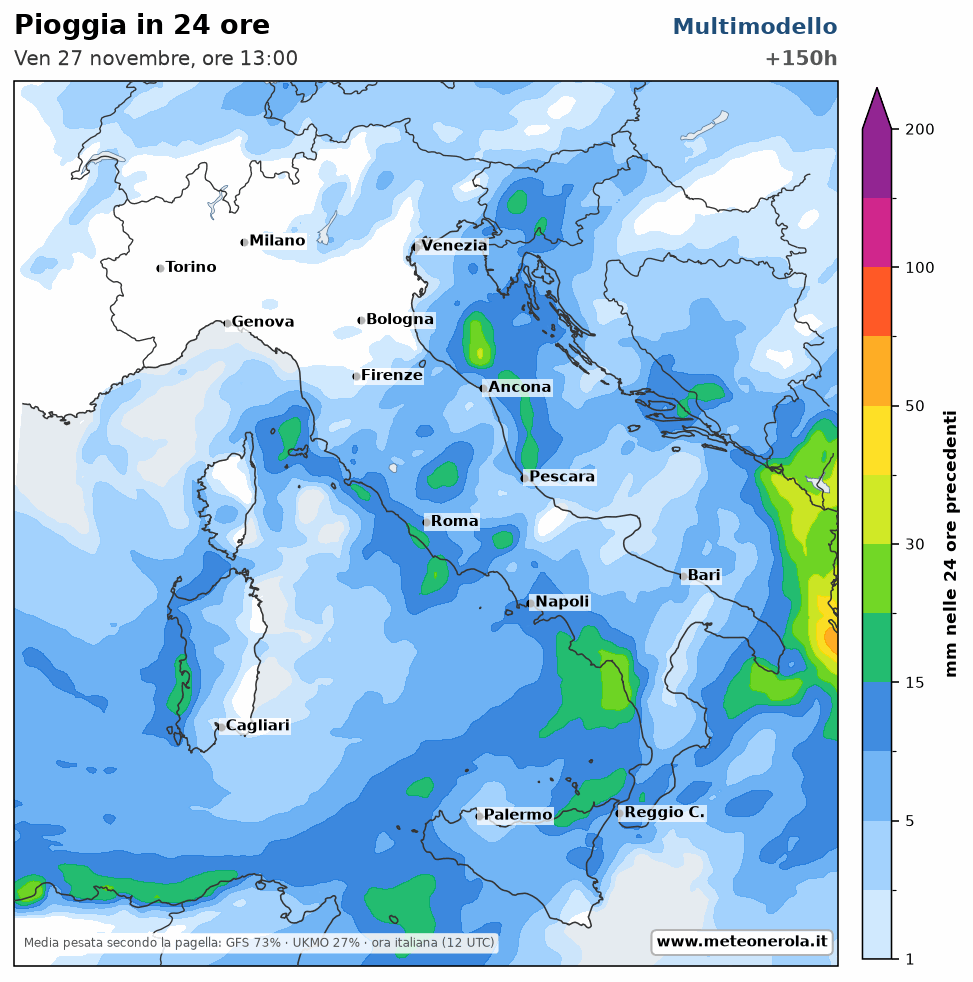 Pioggia in 24 ore
Multimodello
Ven 27 novembre, ore 13:00
+150h
Milano
Venezia
Torino
Genova
Bologna
Firenze
Ancona
Pescara
Roma
Bari
Napoli
Cagliari
Palermo
Reggio C.
200
100
50
30
15
5
1
mm nelle 24 ore precedenti
Media pesata secondo la pagella: GFS 73% · UKMO 27% · ora italiana (12 UTC)
www.meteonerola.it